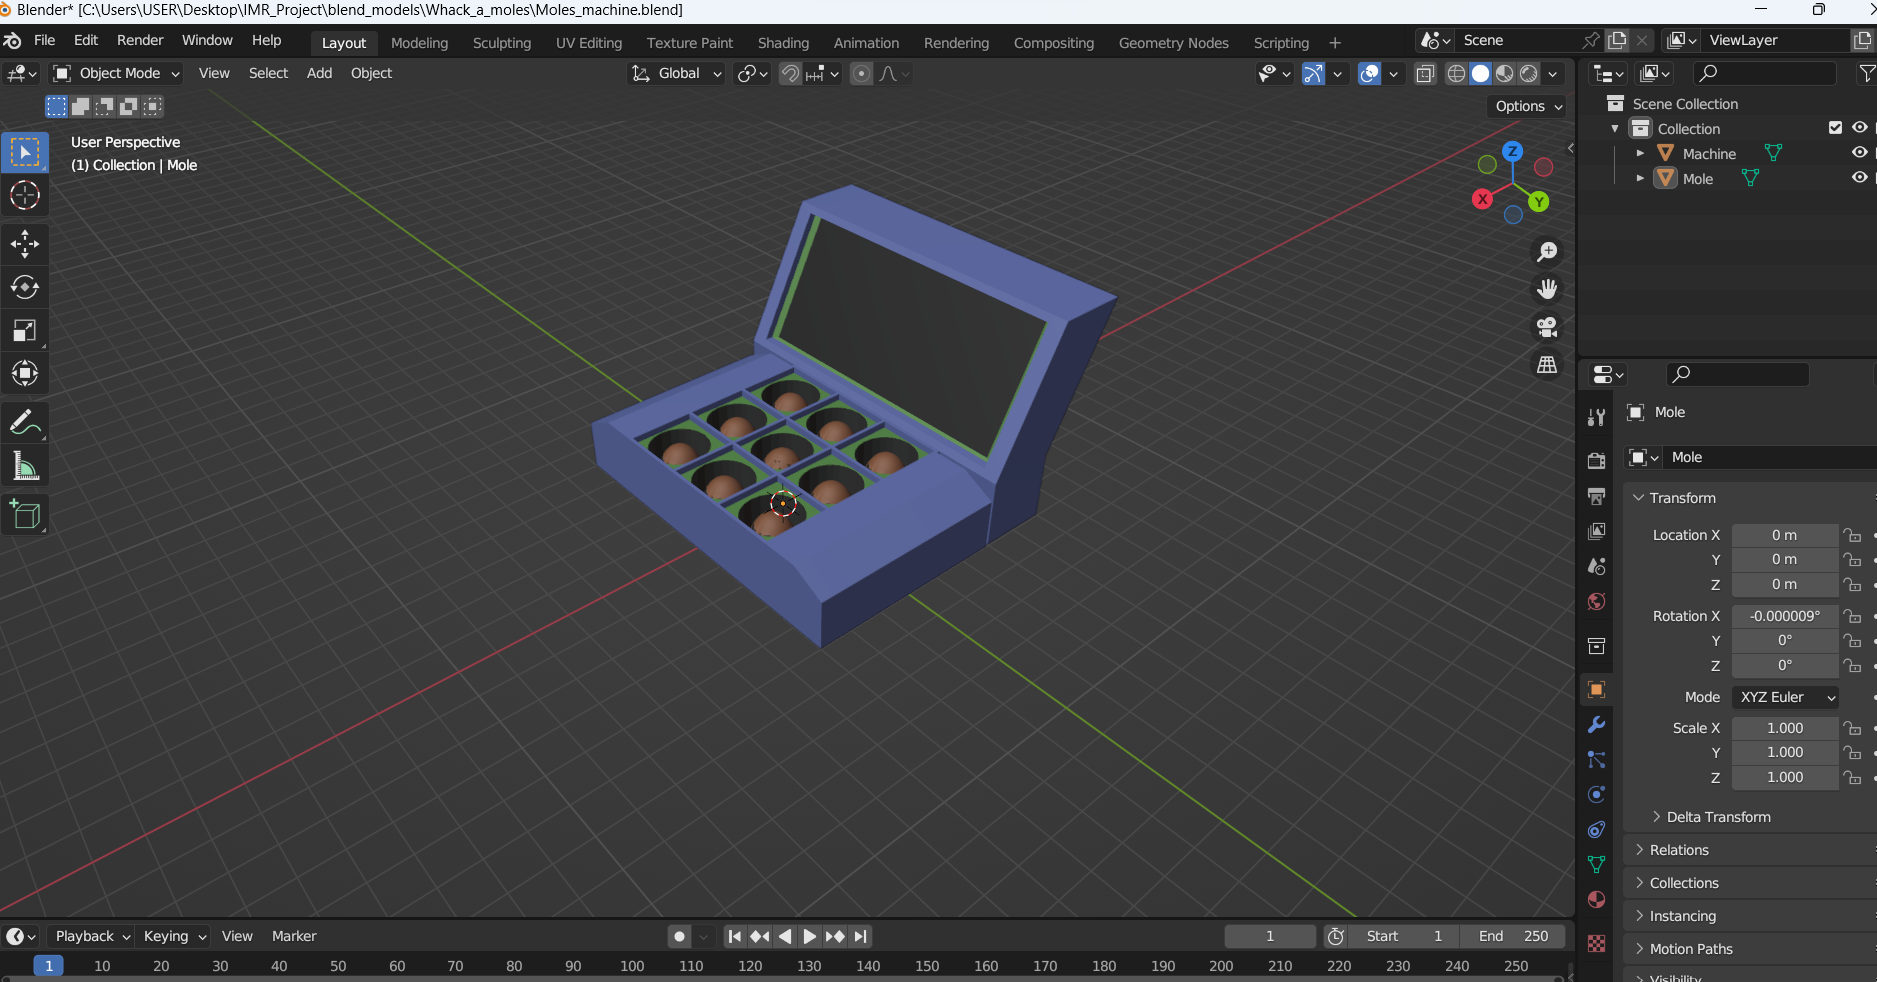 Blender* [C:\Users\USER\Desktop\IMR_Project\blend_models\Whack_a_moles\Moles_machine.blend]
File Edit Render Window Help Layout Modeling Sculpting UV Editing Texture Paint Shading Animation Rendering Compositing Geometry Nodes Scripting + Scene ViewLayer
Object Mode View Select Add Object Global
Options
User Perspective
(1) Collection | Mole
Z
X
Y
Scene Collection
Collection
Machine
Mole
Mole
Mole
Transform
Location X 0 m
Y 0 m
Z 0 m
Rotation X -0.000009°
Y 0°
Z 0°
Mode XYZ Euler
Scale X 1.000
Y 1.000
Z 1.000
Delta Transform
Relations
Collections
Instancing
Motion Paths
Visibility
Playback Keying View Marker 1 Start 1 End 250
1 10 20 30 40 50 60 70 80 90 100 110 120 130 140 150 160 170 180 190 200 210 220 230 240 250